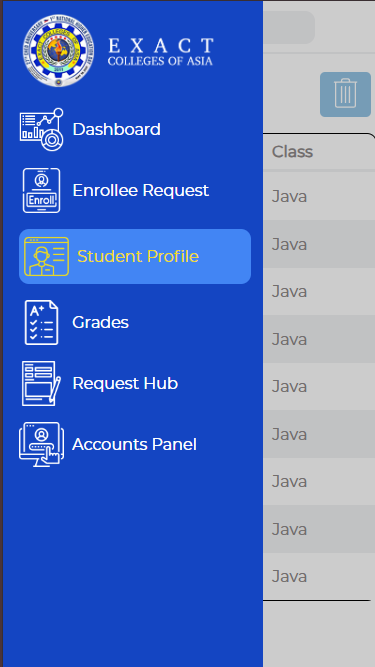 EXACT
COLLEGES OF ASIA
Dashboard
Enroll
Enrollee Request
Student Profile
A+
Grades
Request Hub
Accounts Panel
Class
Java
Java
Java
Java
Java
Java
Java
Java
Java